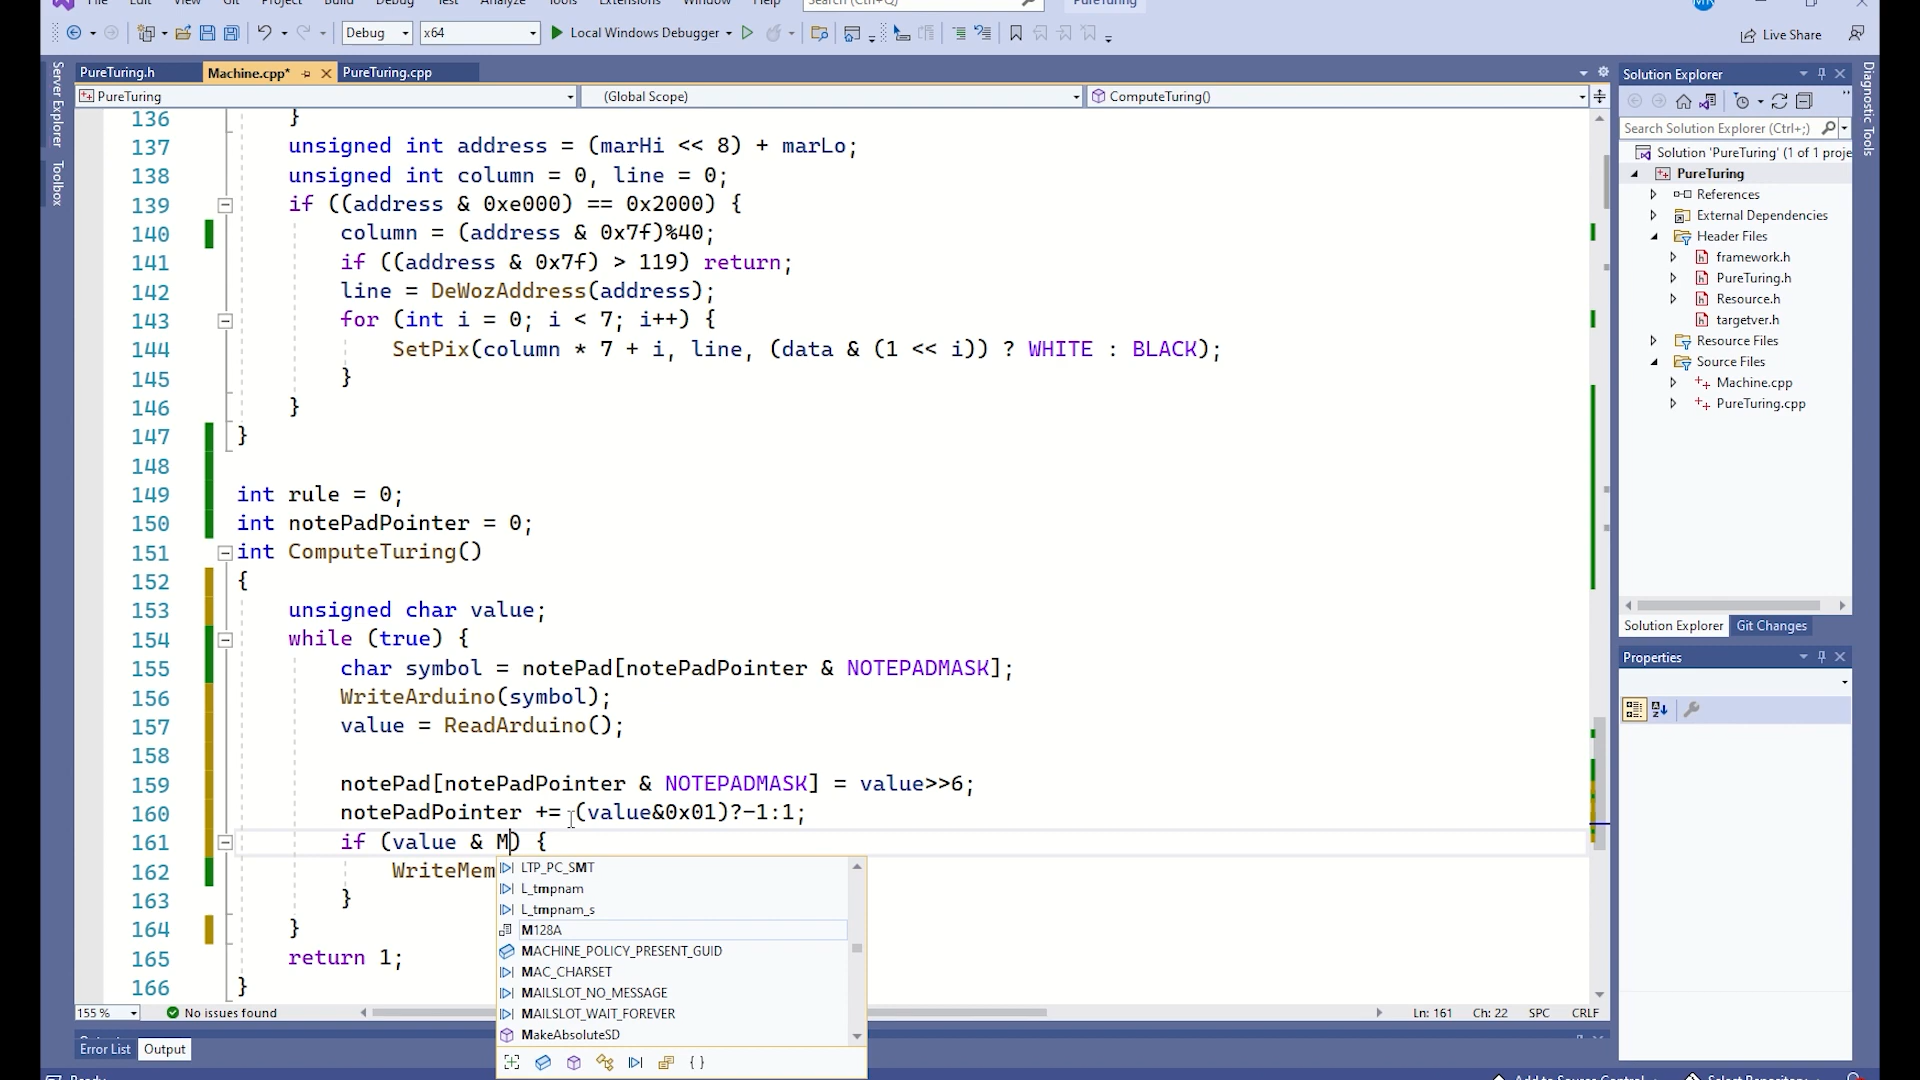 File Edit View Git Project Build Debug Test Analyze Tools Extensions Window Help Search (Ctrl+Q) PureTuring MR
Debug x64 Local Windows Debugger Live Share
PureTuring.h Machine.cpp* PureTuring.cpp
PureTuring (Global Scope) ComputeTuring()
136 }
137 unsigned int address = (marHi << 8) + marLo;
138 unsigned int column = 0, line = 0;
139 if ((address & 0xe000) == 0x2000) {
140 column = (address & 0x7f)%40;
141 if ((address & 0x7f) > 119) return;
142 line = DeWozAddress(address);
143 for (int i = 0; i < 7; i++) {
144 SetPix(column * 7 + i, line, (data & (1 << i)) ? WHITE : BLACK);
145 }
146 }
147 }
148
149 int rule = 0;
150 int notePadPointer = 0;
151 int ComputeTuring()
152 {
153 unsigned char value;
154 while (true) {
155 char symbol = notePad[notePadPointer & NOTEPADMASK];
156 WriteArduino(symbol);
157 value = ReadArduino();
158
159 notePad[notePadPointer & NOTEPADMASK] = value>>6;
160 notePadPointer += (value&0x01)?-1:1;
161 if (value & M) {
162 WriteMem
163 }
164 }
165 return 1;
166 }
LTP_PC_SMT
L_tmpnam
L_tmpnam_s
M128A
MACHINE_POLICY_PRESENT_GUID
MAC_CHARSET
MAILSLOT_NO_MESSAGE
MAILSLOT_WAIT_FOREVER
MakeAbsoluteSD
155 % No issues found Ln: 161 Ch: 22 SPC CRLF
Error List Output
Ready Add to Source Control Select Repository
Server Explorer
Toolbox
Solution Explorer
Search Solution Explorer (Ctrl+;)
Solution 'PureTuring' (1 of 1 proje
PureTuring
References
External Dependencies
Header Files
framework.h
PureTuring.h
Resource.h
targetver.h
Resource Files
Source Files
Machine.cpp
PureTuring.cpp
Solution Explorer Git Changes
Properties
Diagnostic Tools